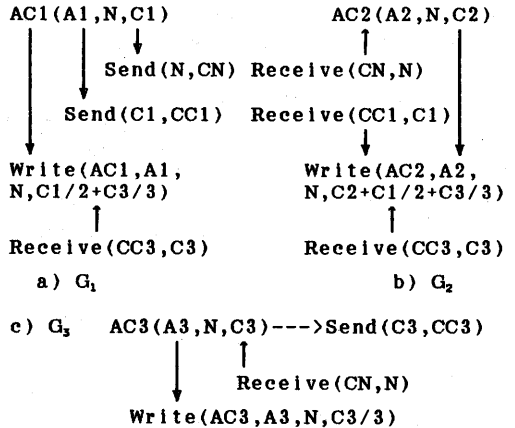 AC1(A1,N,C1)
AC2(A2,N,C2)
Send(N,CN) Receive(CN,N)
Send(C1,CC1) Receive(CC1,C1)
Write(AC1,A1,
N,C1/2+C3/3)
Write(AC2,A2,
N,C2+C1/2+C3/3)
Receive(CC3,C3)
Receive(CC3,C3)
a) G₁
b) G₂
c) G₃ AC3(A3,N,C3)--->Send(C3,CC3)
Receive(CN,N)
Write(AC3,A3,N,C3/3)